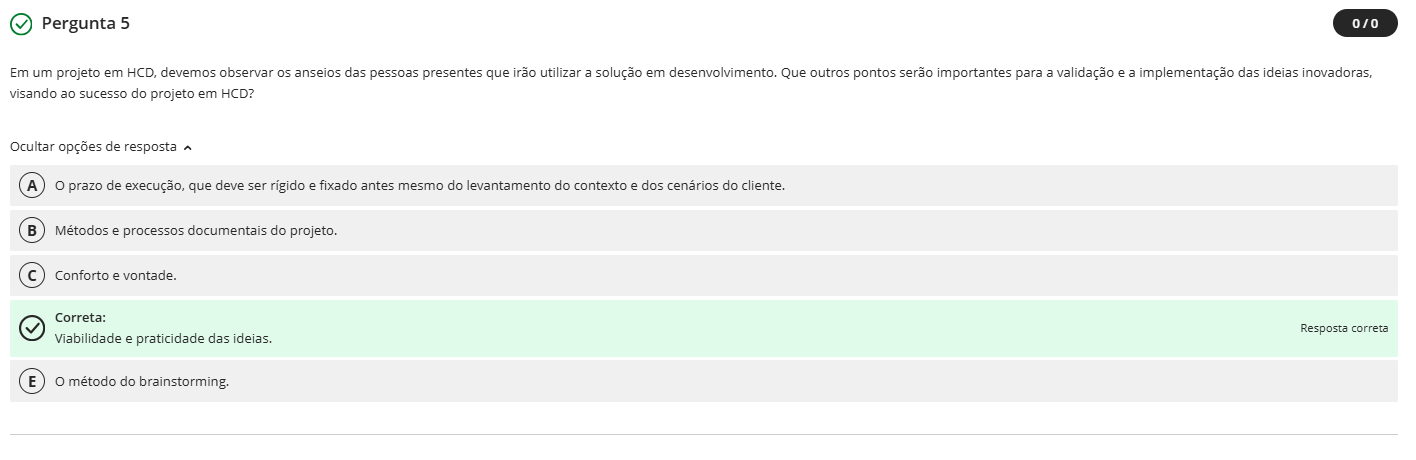 Pergunta 5
0 / 0
Em um projeto em HCD, devemos observar os anseios das pessoas presentes que irão utilizar a solução em desenvolvimento. Que outros pontos serão importantes para a validação e a implementação das ideias inovadoras,
visando ao sucesso do projeto em HCD?
Ocultar opções de resposta
A O prazo de execução, que deve ser rígido e fixado antes mesmo do levantamento do contexto e dos cenários do cliente.
B Métodos e processos documentais do projeto.
C Conforto e vontade.
Correta:
Viabilidade e praticidade das ideias.
Resposta correta
E O método do brainstorming.